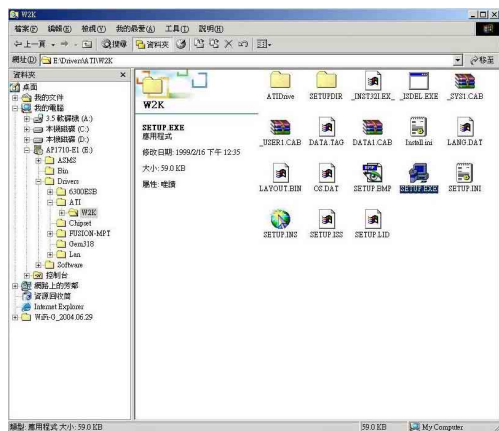 W2K
檔案(F) 編輯(E) 檢視(V) 我的最愛(A) 工具(T) 說明(H)
上一頁 搜尋 資料夾
網址(D) E:\Drivers\ATI\W2K 移至
資料夾
桌面
我的文件
我的電腦
3.5 軟碟機 (A:)
本機磁碟 (C:)
本機磁碟 (D:)
AP1710-E1 (E:)
ASMS
Bin
Drivers
6300ESB
ATI
W2K
Chipset
FUSION-MPT
Gem318
Lan
Software
控制台
網路上的芳鄰
資源回收筒
Internet Explorer
WiFi-G_2004.06.29
W2K
SETUP.EXE
應用程式
修改日期: 1999/2/16 下午 12:35
大小: 59.0 KB
屬性: 唯讀
ATIDrive SETUPDIR _INST32I.EX_ _ISDEL.EXE _SYS1.CAB
_USER1.CAB DATA.TAG DATA1.CAB Install.ini LANG.DAT
LAYOUT.BIN OS.DAT SETUP.BMP SETUP.EXE SETUP.INI
SETUP.INS SETUP.ISS SETUP.LID
類型: 應用程式 大小: 59.0 KB 59.0 KB My Computer